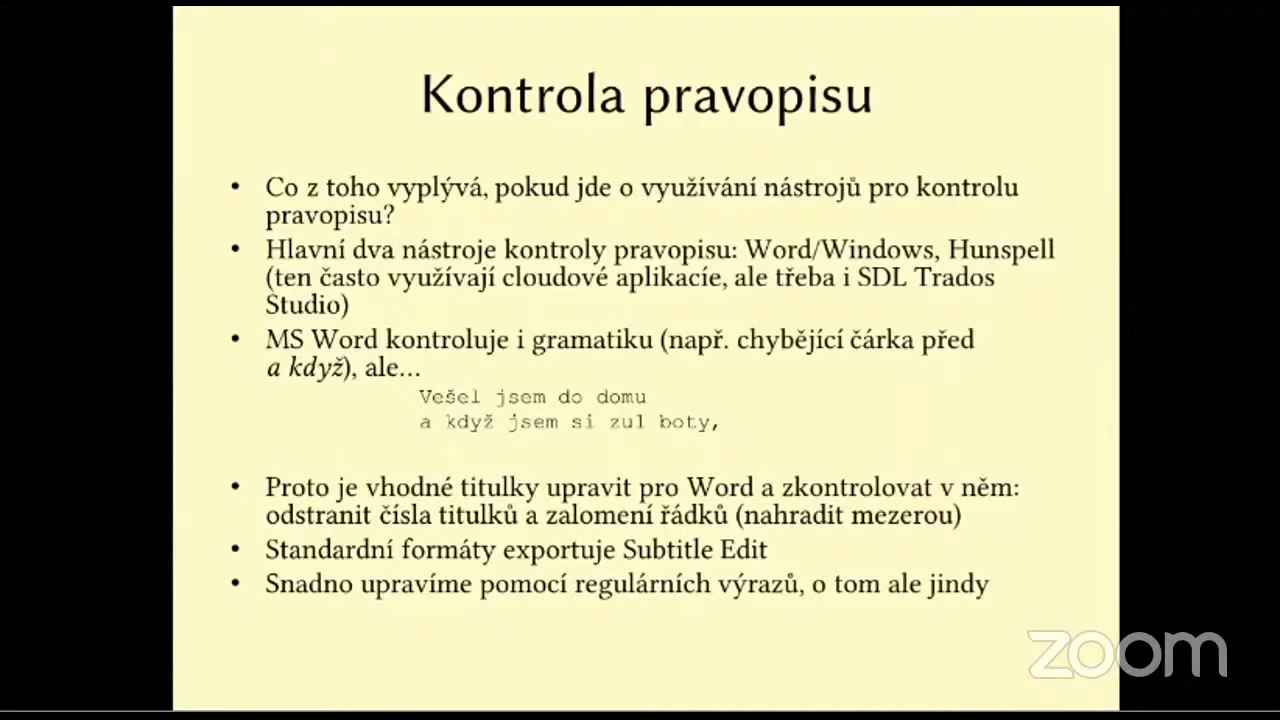 Kontrola pravopisu
• Co z toho vyplývá, pokud jde o využívání nástrojů pro kontrolu
pravopisu?
• Hlavní dva nástroje kontroly pravopisu: Word/Windows, Hunspell
(ten často využívají cloudové aplikacíe, ale třeba i SDL Trados
Studio)
• MS Word kontroluje i gramatiku (např. chybějící čárka před
a když), ale…
Vešel jsem do domu
a když jsem si zul boty,
• Proto je vhodné titulky upravit pro Word a zkontrolovat v něm:
odstranit čísla titulků a zalomení řádků (nahradit mezerou)
• Standardní formáty exportuje Subtitle Edit
• Snadno upravíme pomocí regulárních výrazů, o tom ale jindy
zoom